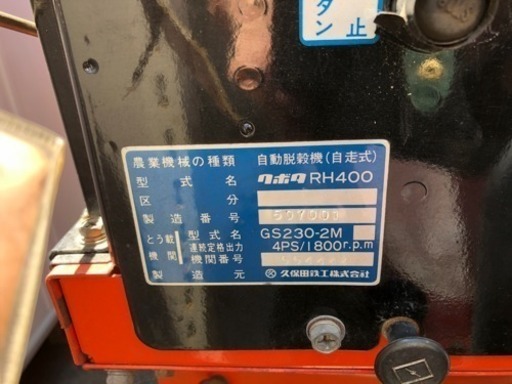 タン 止
農業機械の種類 自動脱穀機(自走式)
型式名 クボタ RH400
区分
製造番号
とう載機関 型式名 GS230-2M
連続定格出力 4PS/1800r.p.m
機関番号
製造元 久保田鉄工株式会社